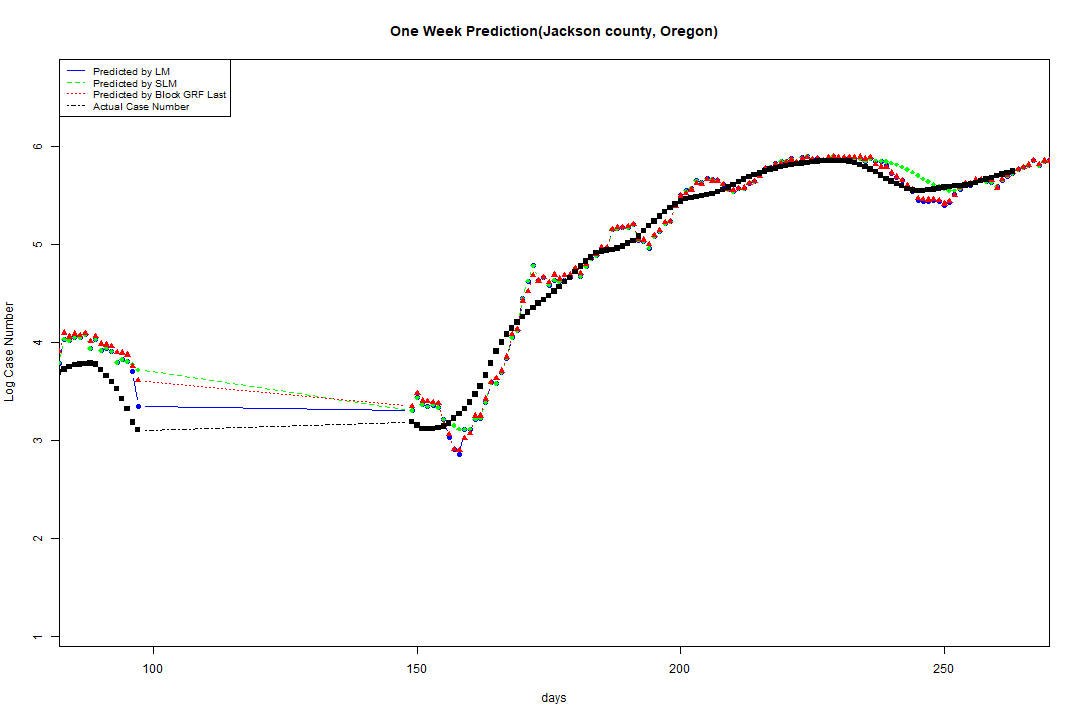 One Week Prediction(Jackson county, Oregon)
Predicted by LM
Predicted by SLM
Predicted by Block GRF Last
Actual Case Number
6
5
4
3
2
1
Log Case Number
100
150
200
250
days